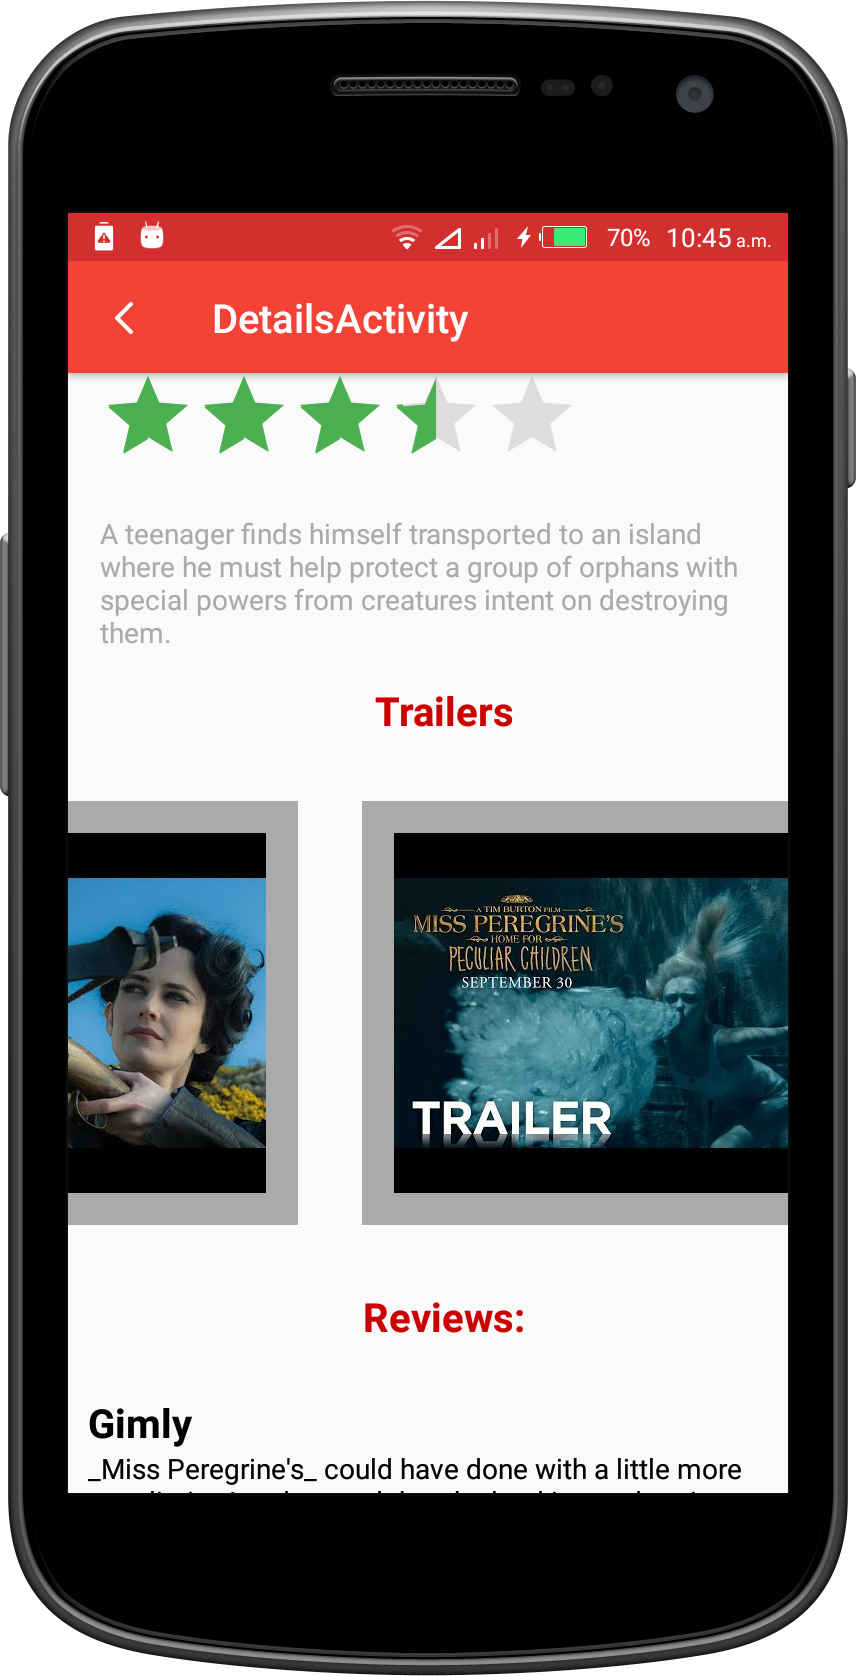 70% 10:45 a.m.
DetailsActivity
A teenager finds himself transported to an island
where he must help protect a group of orphans with
special powers from creatures intent on destroying
them.
Trailers
A TIM BURTON FILM
MISS PEREGRINE'S
HOME FOR
PECULIAR CHILDREN
SEPTEMBER 30
TRAILER
Reviews:
Gimly
_Miss Peregrine's_ could have done with a little more